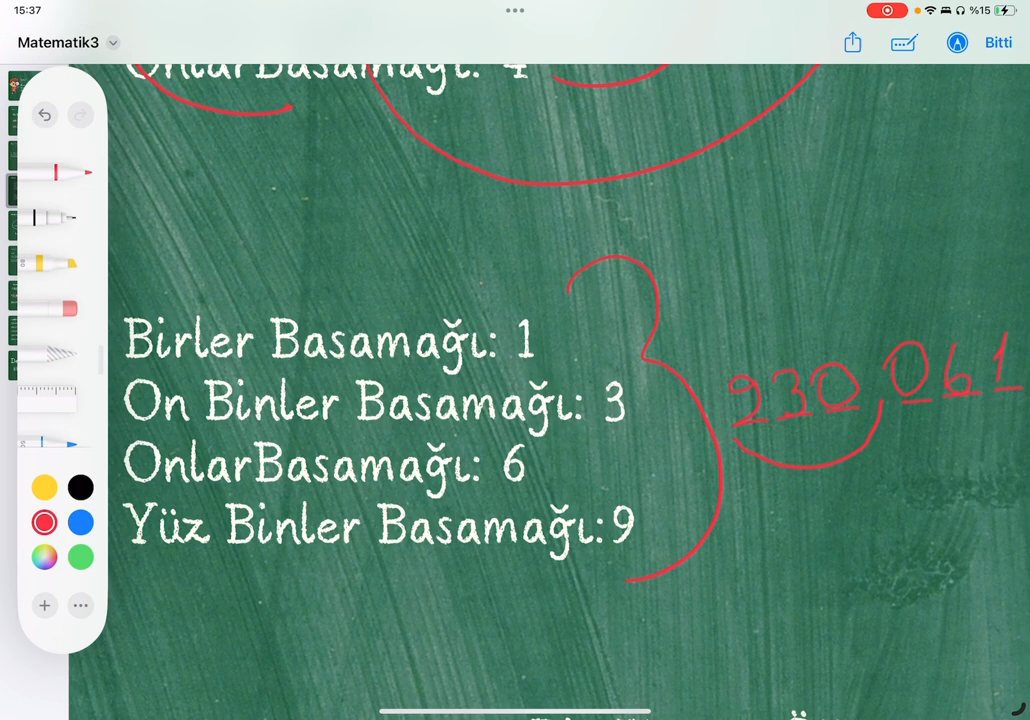 15:37
%15
Matematik3
Bitti
OnlarBasamağı: 4
Birler Basamağı: 1
On Binler Basamağı: 3
OnlarBasamağı: 6
Yüz Binler Basamağı:9
930,061